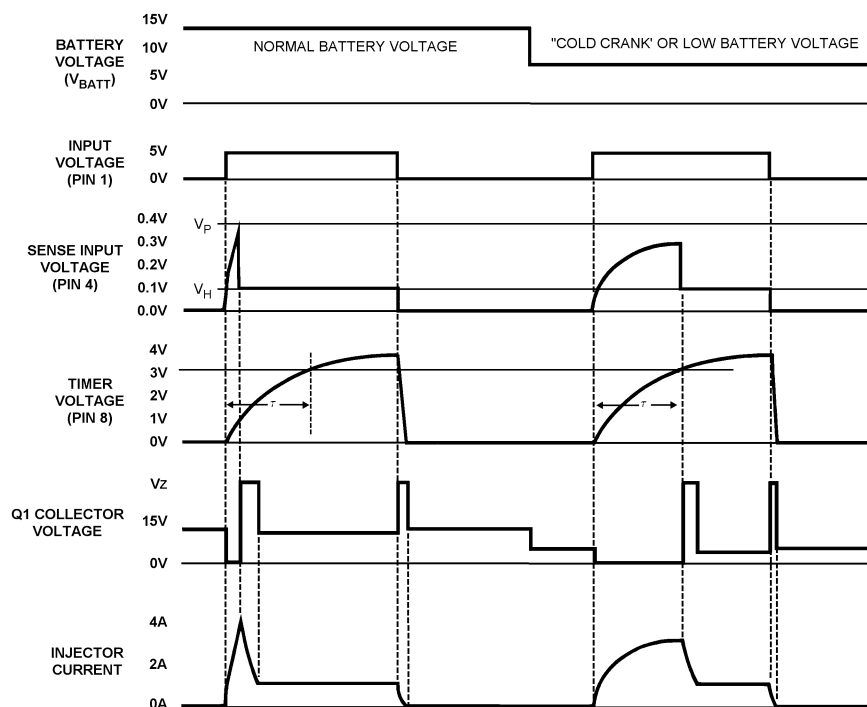 15V
BATTERY
VOLTAGE
(VBATT)
10V
5V
0V
NORMAL BATTERY VOLTAGE
"COLD CRANK' OR LOW BATTERY VOLTAGE
INPUT
VOLTAGE
(PIN 1)
5V
0V
SENSE INPUT
VOLTAGE
(PIN 4)
0.4V
0.3V
0.2V
0.1V
0.0V
VP
VH
TIMER
VOLTAGE
(PIN 8)
4V
3V
2V
1V
0V
τ
τ
Q1 COLLECTOR
VOLTAGE
VZ
15V
0V
INJECTOR
CURRENT
4A
2A
0A